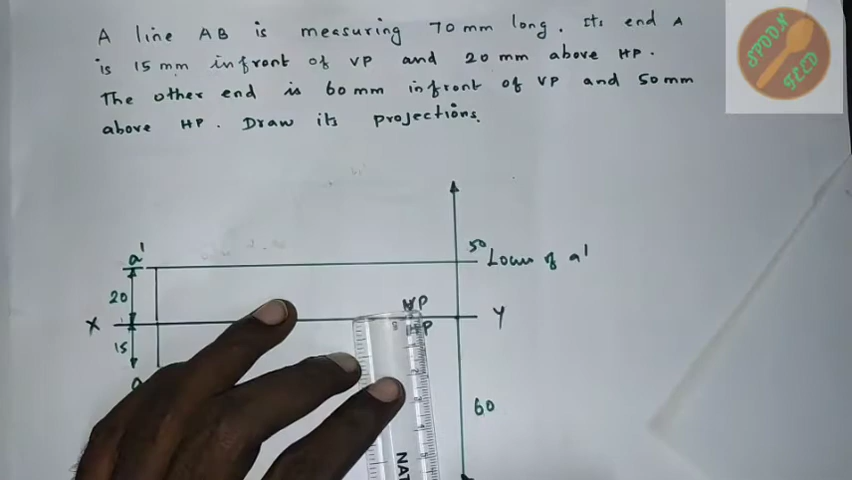 A line AB is measuring 70 mm long. Its end A
is 15 mm infront of VP and 20 mm above HP.
The other end is 60 mm infront of VP and 50 mm
above HP. Draw its projections.
SPOON
FEED
a'
50
Locus of a'
20
X
VP
HP
Y
15
a
60
NAT